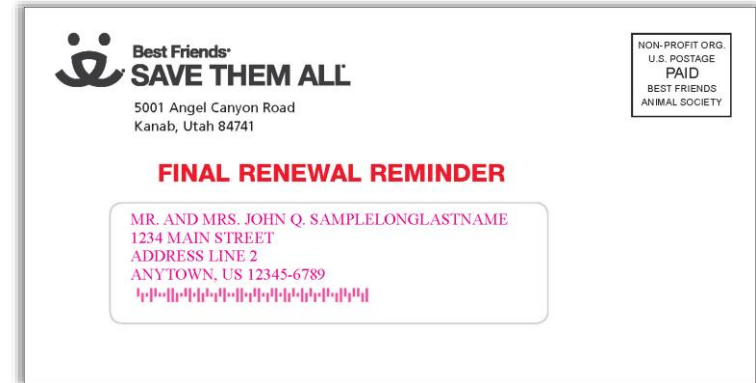 Best Friends·
SAVE THEM ALL
5001 Angel Canyon Road
Kanab, Utah 84741
NON-PROFIT ORG.
U.S. POSTAGE
PAID
BEST FRIENDS
ANIMAL SOCIETY
FINAL RENEWAL REMINDER
MR. AND MRS. JOHN Q. SAMPLELONGLASTNAME
1234 MAIN STREET
ADDRESS LINE 2
ANYTOWN, US 12345-6789